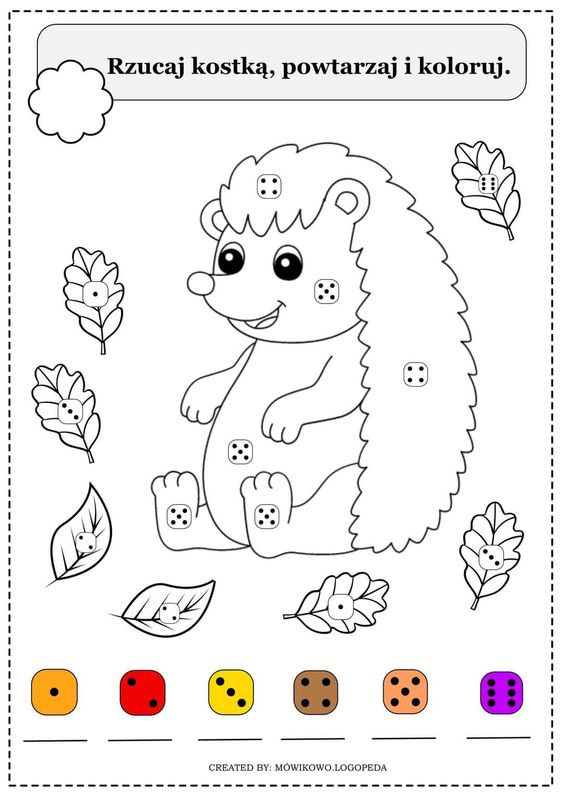 Rzucaj kostką, powtarzaj i koloruj.
CREATED BY: MÓWIKOWO.LOGOPEDA